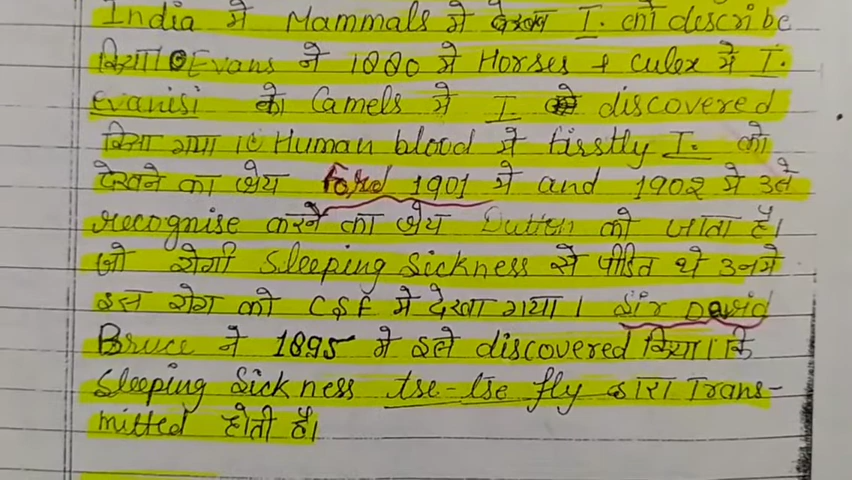 India मे Mammals मे देखा I. को describe
किया। Evans ने 1880 मे Horses + culex मे I.
evanisi को Camels मे I को discovered
किया गया। Human blood मे firstly I. को
देखने का श्रेय Ford 1901 मे and 1902 मे उसे
recognise करने का श्रेय Dutton को जाता है।
जो रोगी Sleeping Sickness से पीडित थे उनमे
इस रोग को CSF मे देखा गया। Sir David
Bruce ने 1895 मे इसे discovered किया। कि
Sleeping Sickness tse-tse fly द्वारा Trans-
mitted होती है।